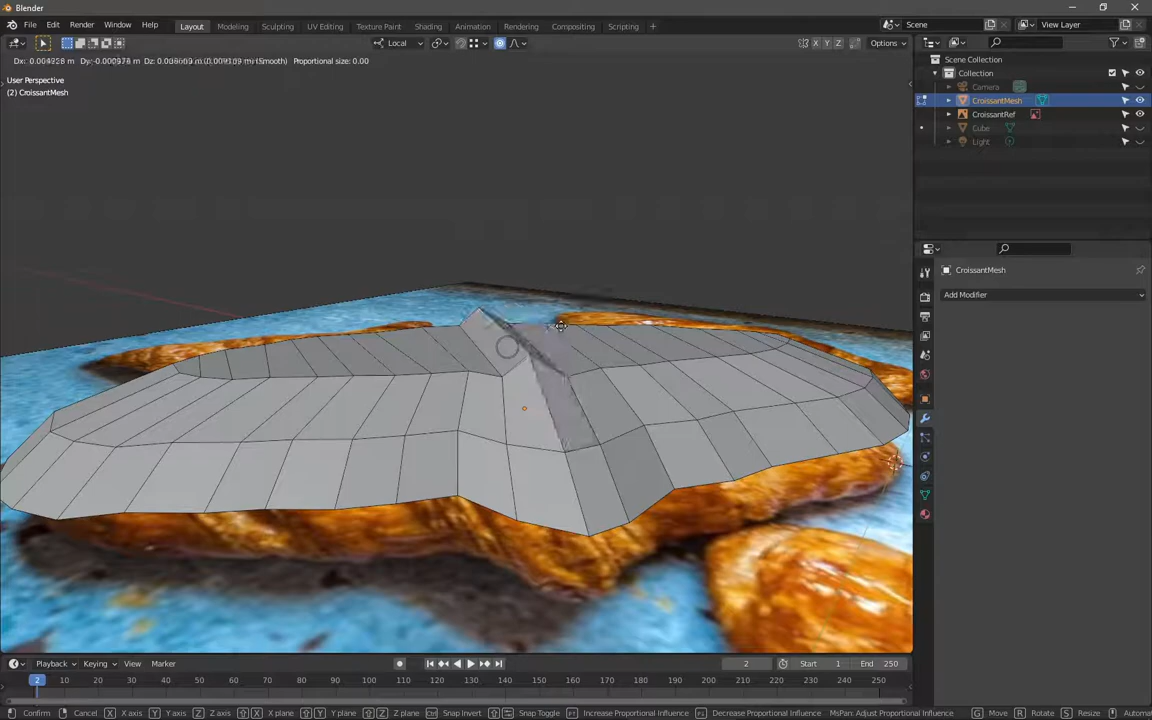 Blender
File Edit Render Window Help Layout Modeling Sculpting UV Editing Texture Paint Shading Animation Rendering Compositing Scripting + Scene View Layer
Local Options
(Smooth) Proportional size: 0.00
User Perspective
(2) CroissantMesh
Scene Collection
Collection
Camera
CroissantMesh
CroissantRef
Cube
Light
CroissantMesh
Add Modifier
Playback Keying View Marker 2 Start 1 End 250
2 10 20 30 40 50 60 70 80 90 100 110 120 130 140 150 160 170 180 190 200 210 220 230 240 250
Confirm Cancel X X axis Y Y axis Z Z axis X X plane Y Y plane Z Z plane Snap Invert Snap Toggle Increase Proportional Influence Decrease Proportional Influence MsPan: Adjust Proportional Influence G Move R Rotate S Resize Automa